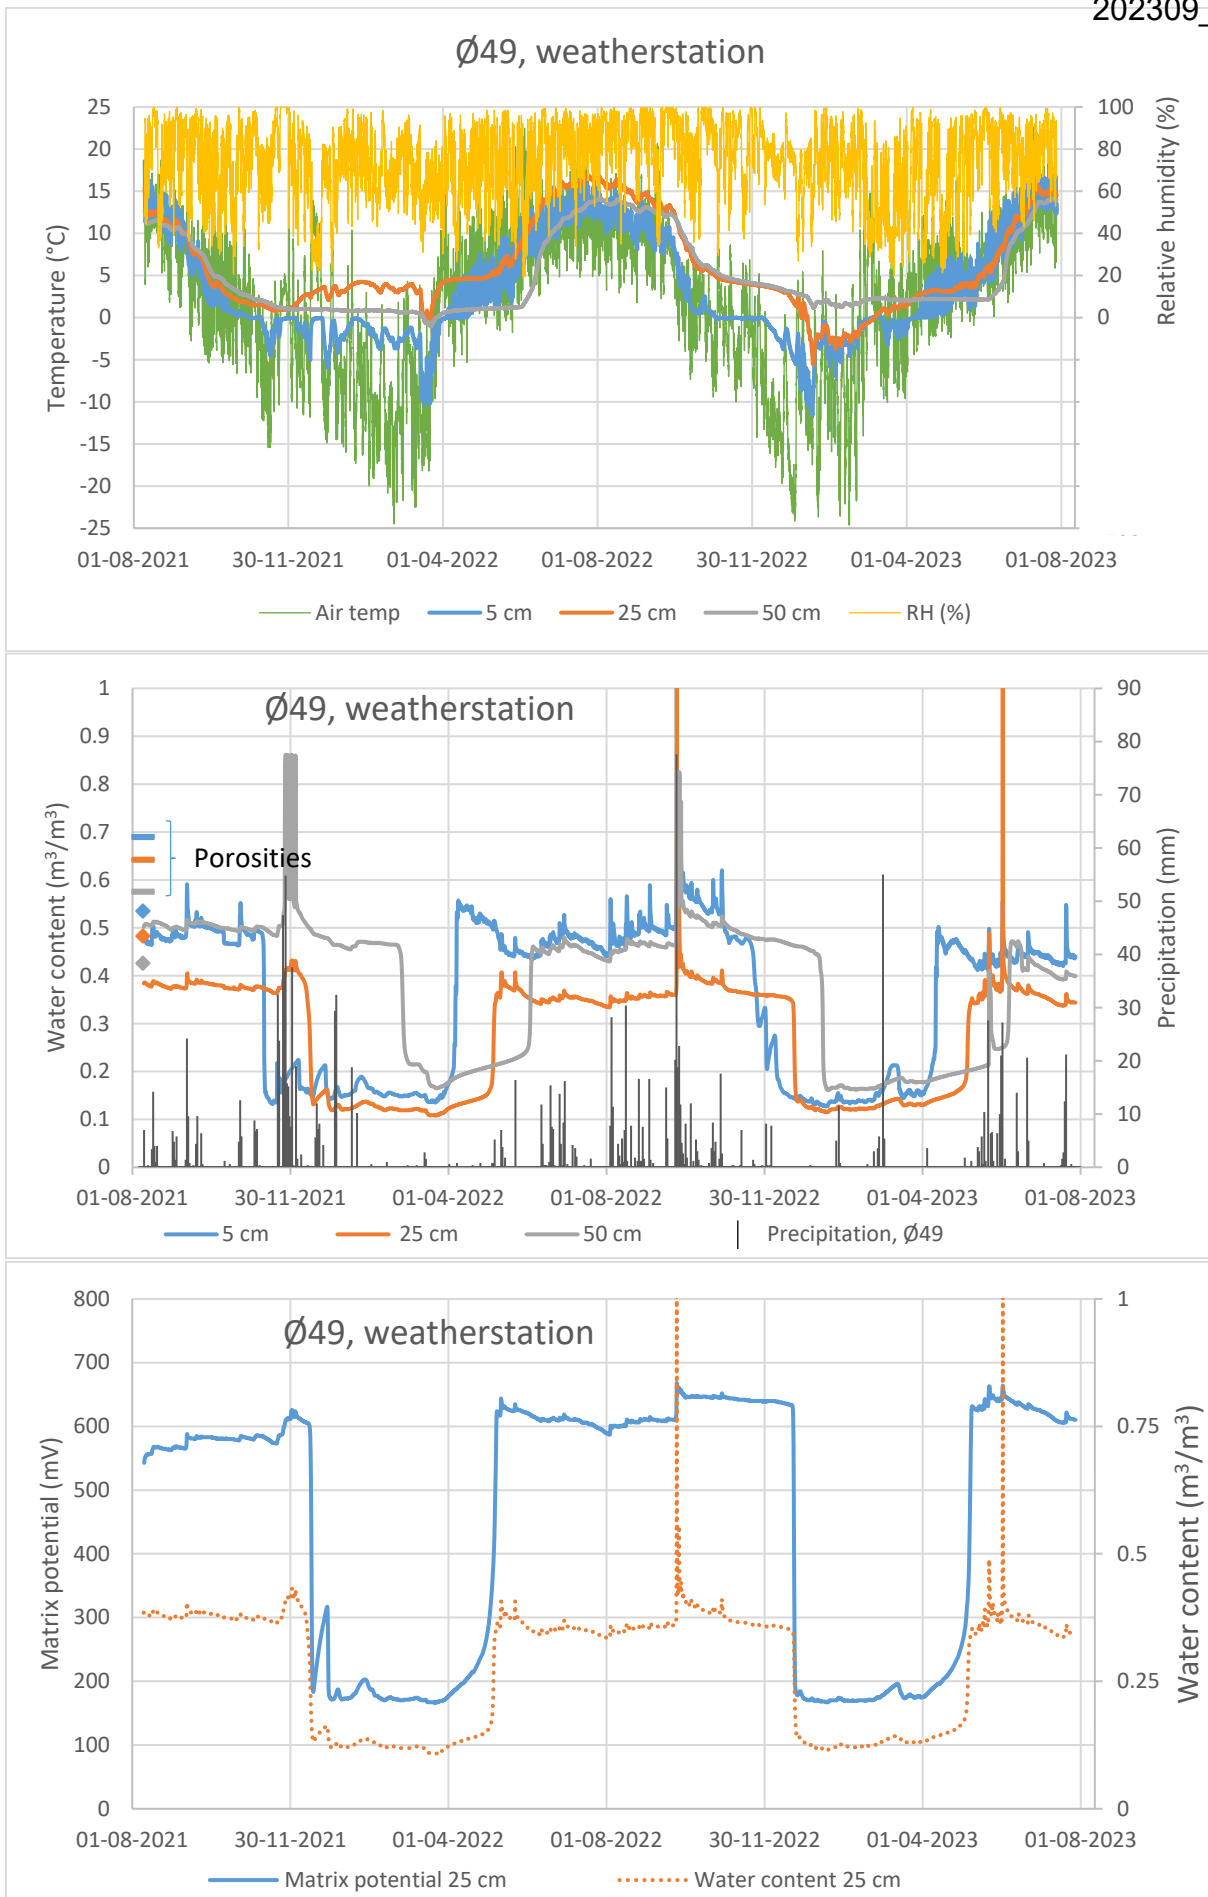 202309_
Ø49, weatherstation
25 100
20 80
15 60
10 40
5 20
0 0
-5
-10
-15
-20
-25
Temperature (°C)
Relative humidity (%)
01-08-2021 30-11-2021 01-04-2022 01-08-2022 30-11-2022 01-04-2023 01-08-2023
Air temp 5 cm 25 cm 50 cm RH (%)
Ø49, weatherstation
1 90
0.9 80
0.8 70
0.7 60
0.6 50
0.5 40
0.4 30
0.3 20
0.2 10
0.1 0
0
Water content (m³/m³)
Precipitation (mm)
Porosities
01-08-2021 30-11-2021 01-04-2022 01-08-2022 30-11-2022 01-04-2023 01-08-2023
5 cm 25 cm 50 cm Precipitation, Ø49
Ø49, weatherstation
800 1
700
600 0.75
500
400 0.5
300
200 0.25
100
0 0
Matrix potential (mV)
Water content (m³/m³)
01-08-2021 30-11-2021 01-04-2022 01-08-2022 30-11-2022 01-04-2023 01-08-2023
Matrix potential 25 cm Water content 25 cm